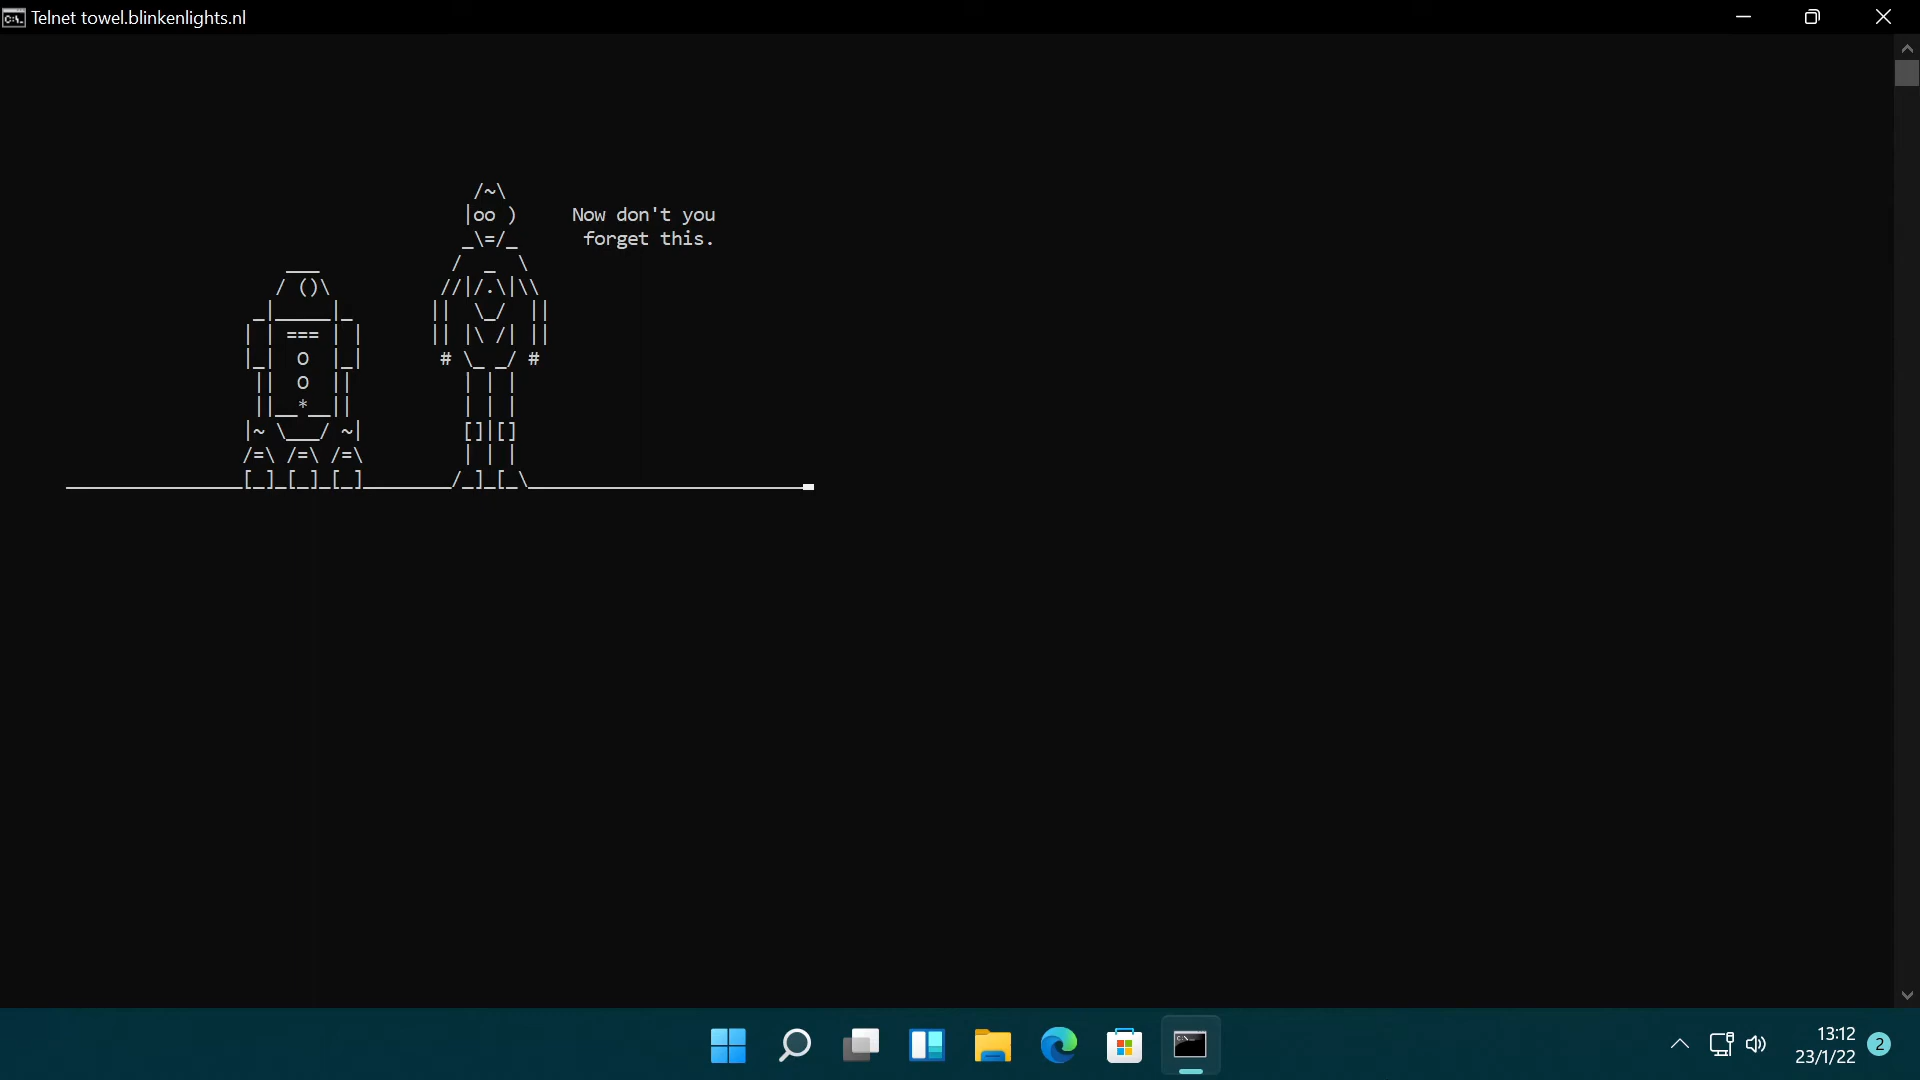 Telnet towel.blinkenlights.nl
Now don't you
forget this.
13:12
23/1/22
2